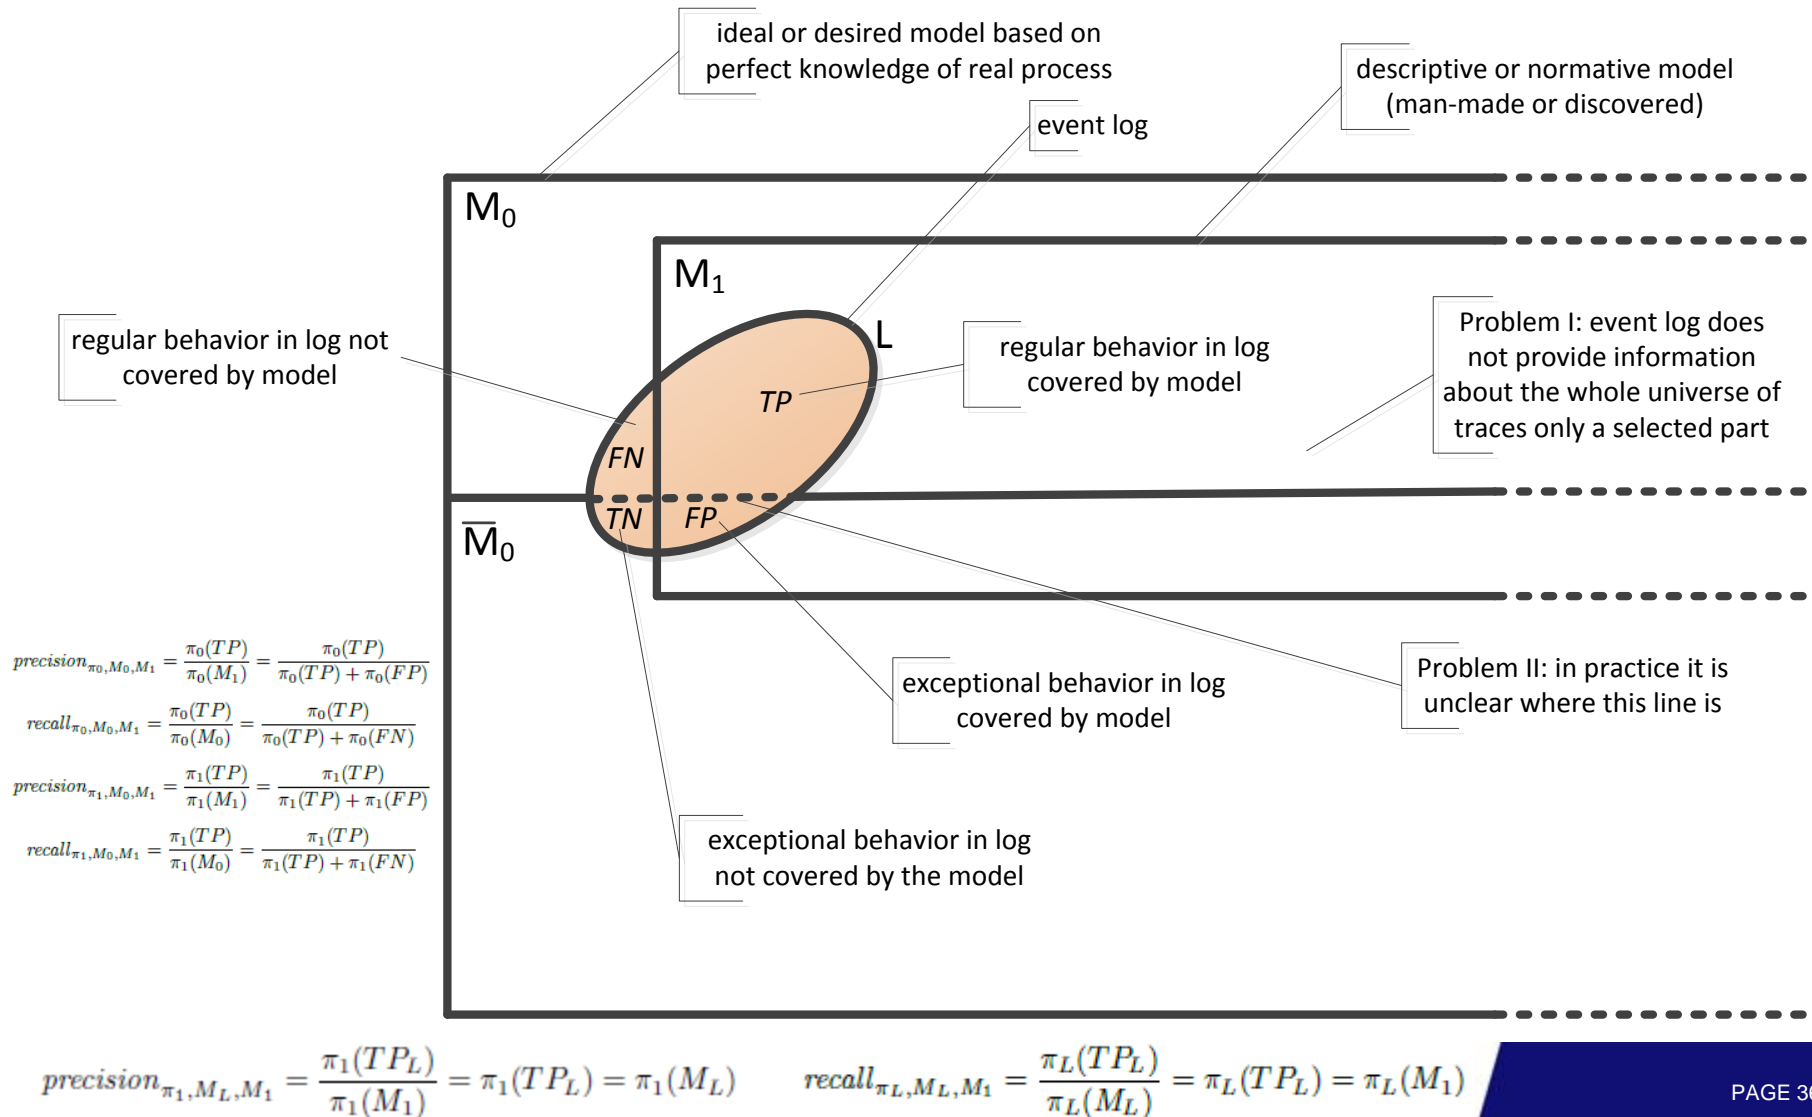 ideal or desired model based on
perfect knowledge of real process
descriptive or normative model
(man-made or discovered)
event log
M₀
M₁
L
regular behavior in log not
covered by model
regular behavior in log
covered by model
Problem I: event log does
not provide information
about the whole universe of
traces only a selected part
TP
FN
TN
FP
M̅₀
precision_{π₀,M₀,M₁} = π₀(TP)/π₀(M₁) = π₀(TP)/(π₀(TP) + π₀(FP))
recall_{π₀,M₀,M₁} = π₀(TP)/π₀(M₀) = π₀(TP)/(π₀(TP) + π₀(FN))
precision_{π₁,M₀,M₁} = π₁(TP)/π₁(M₁) = π₁(TP)/(π₁(TP) + π₁(FP))
recall_{π₁,M₀,M₁} = π₁(TP)/π₁(M₀) = π₁(TP)/(π₁(TP) + π₁(FN))
exceptional behavior in log
covered by model
Problem II: in practice it is
unclear where this line is
exceptional behavior in log
not covered by the model
precision_{π₁,M_L,M₁} = π₁(TP_L)/π₁(M₁) = π₁(TP_L) = π₁(M_L)
recall_{π_L,M_L,M₁} = π_L(TP_L)/π_L(M_L) = π_L(TP_L) = π_L(M₁)
PAGE 36